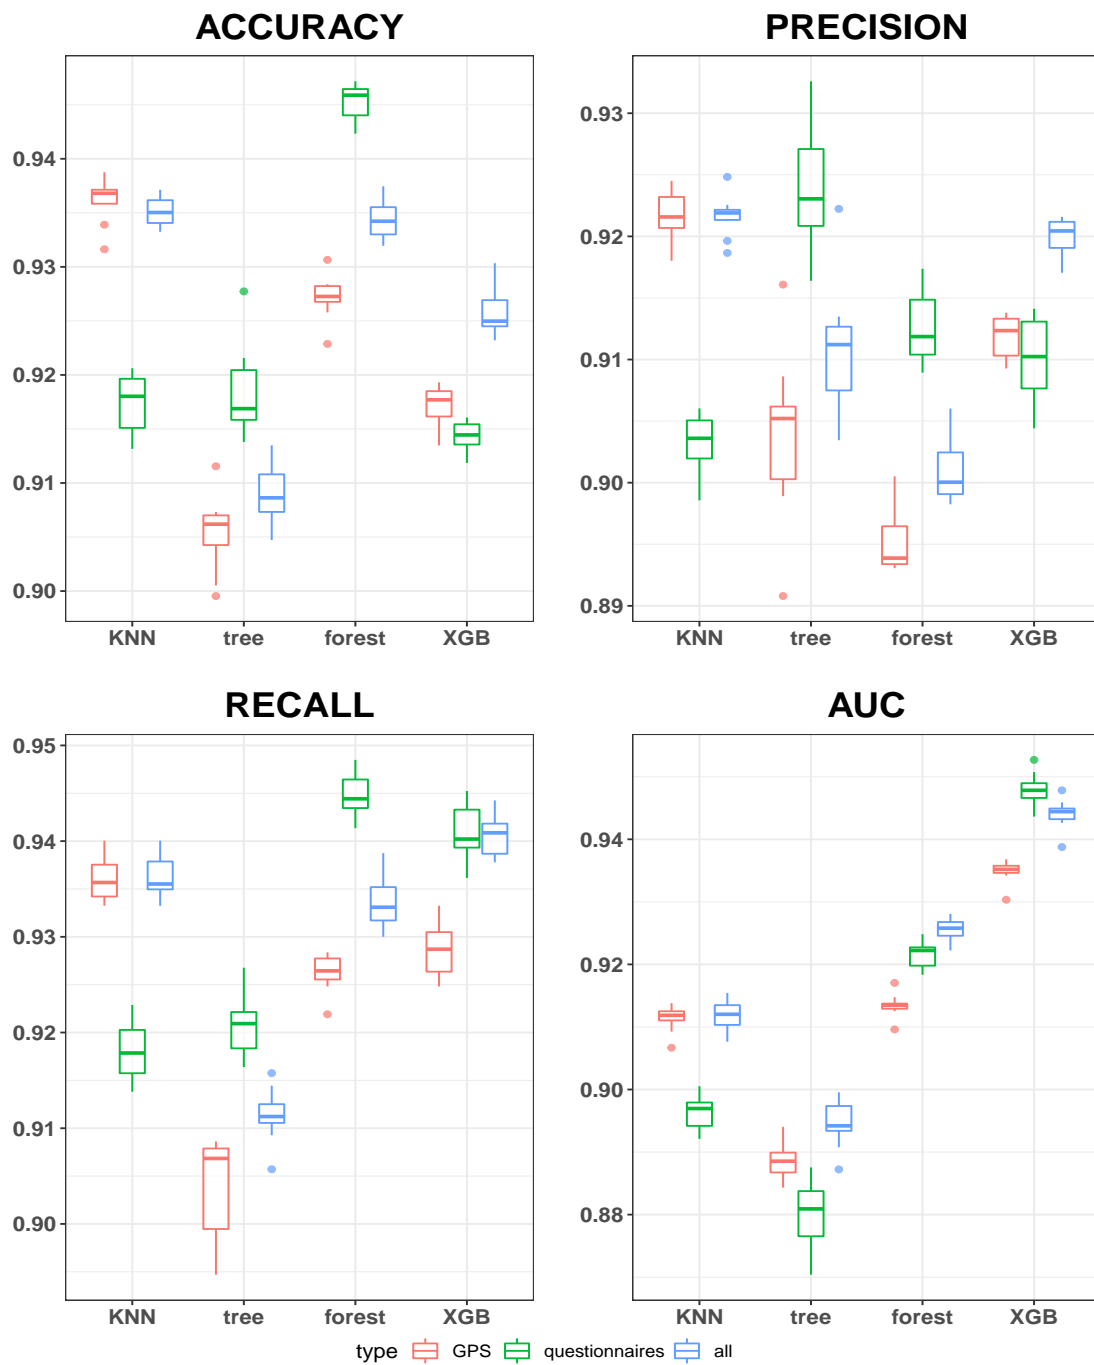 ACCURACY
0.94
0.93
0.92
0.91
0.90
KNN tree forest XGB
PRECISION
0.93
0.92
0.91
0.90
0.89
KNN tree forest XGB
RECALL
0.95
0.94
0.93
0.92
0.91
0.90
KNN tree forest XGB
AUC
0.94
0.92
0.90
0.88
KNN tree forest XGB
type GPS questionnaires all